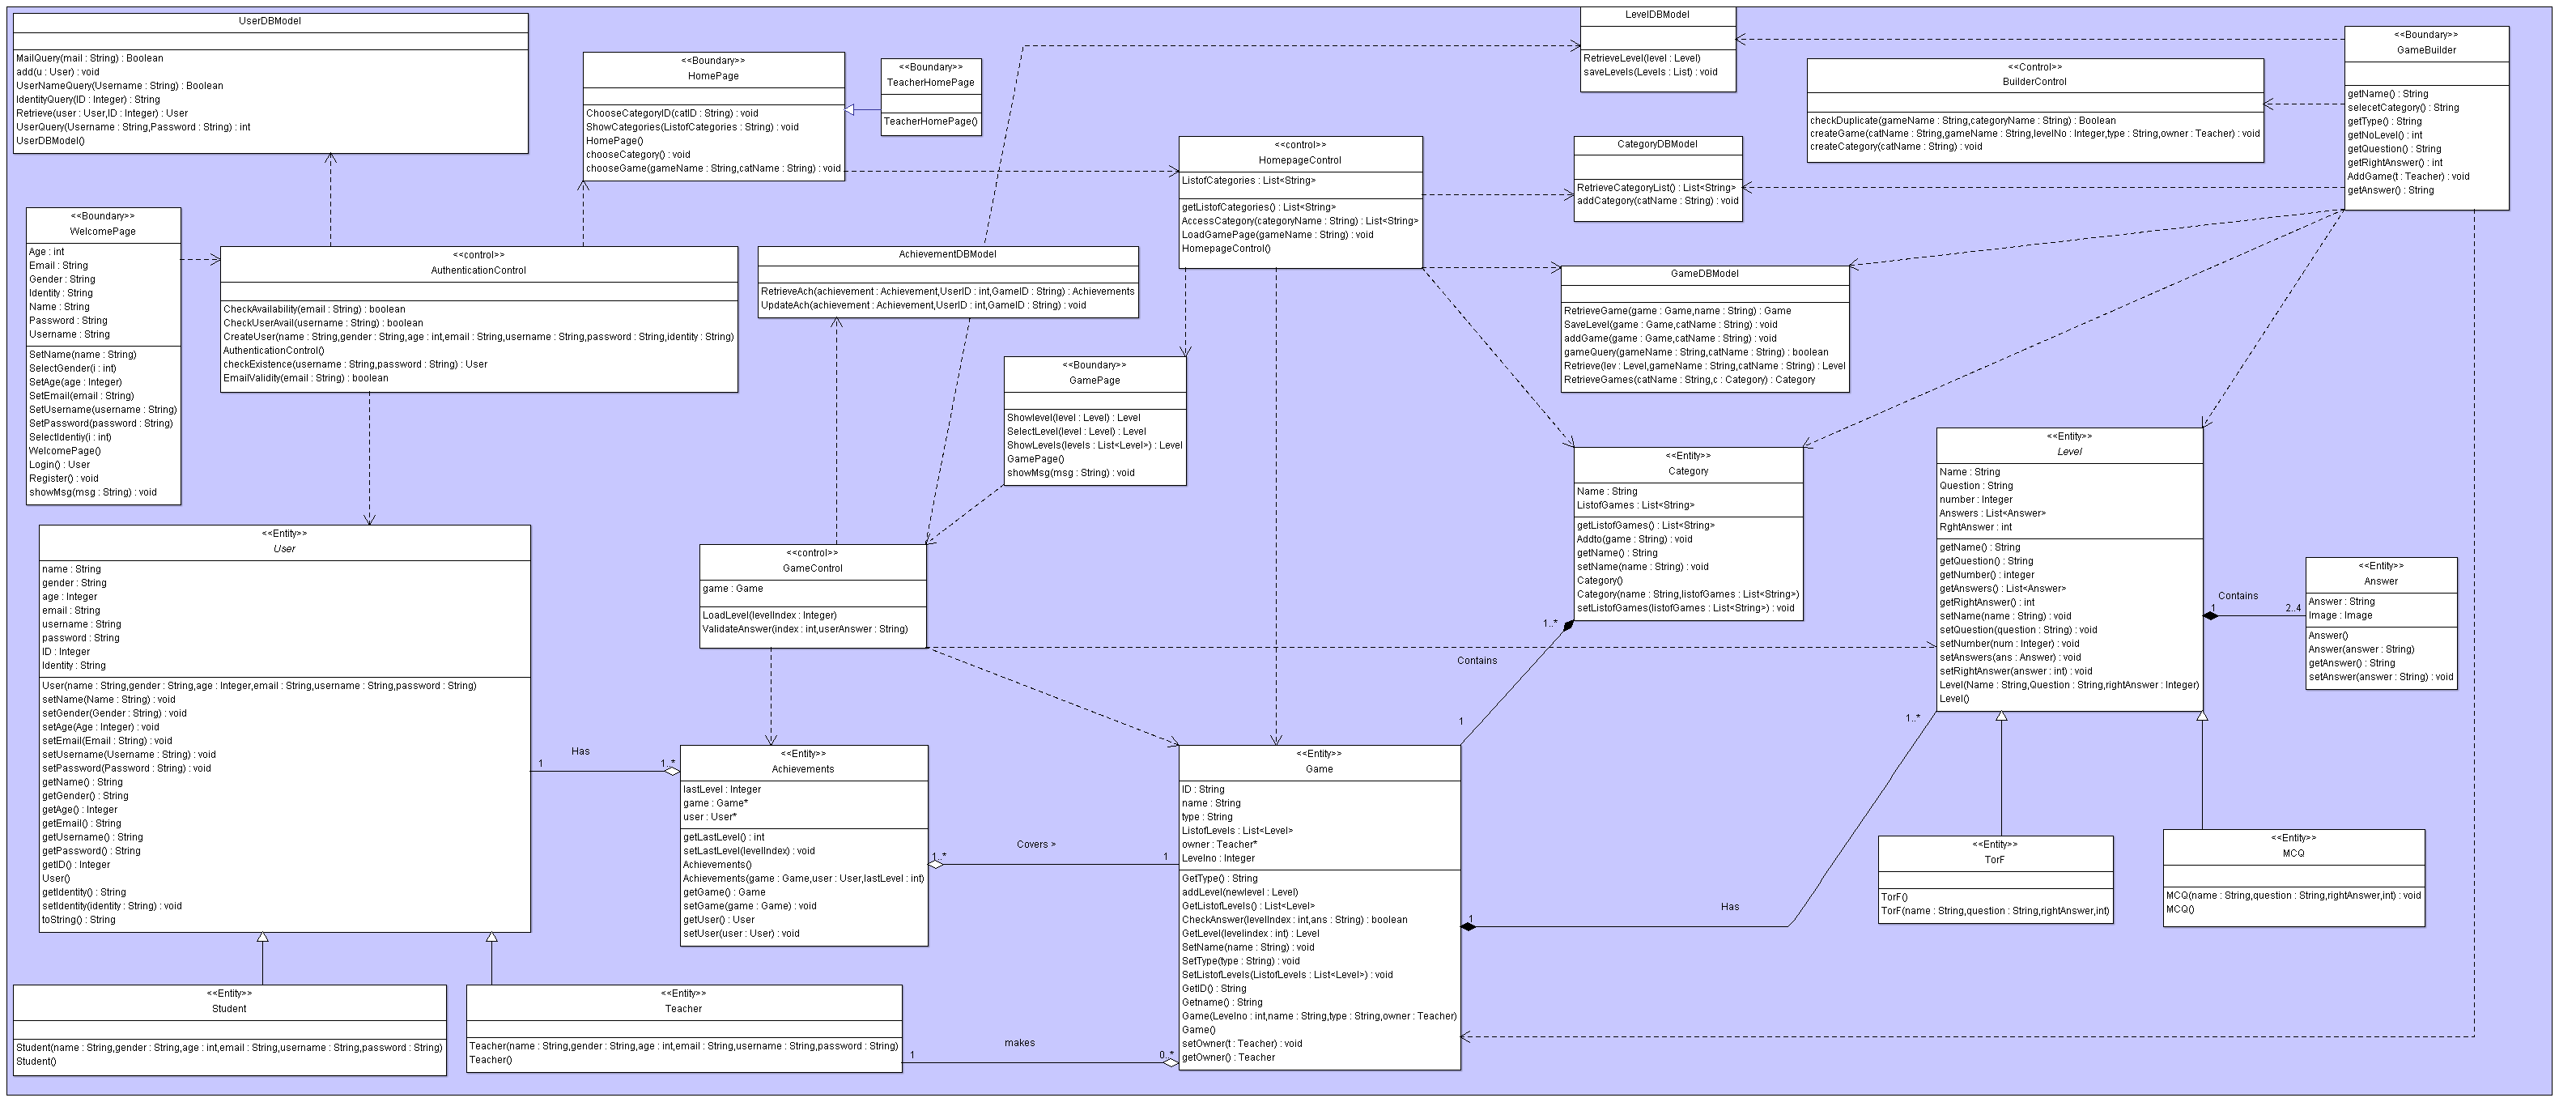 UserDBModel
MailQuery(mail : String) : Boolean
add(u : User) : void
UserNameQuery(Username : String) : Boolean
IdentityQuery(ID : Integer) : String
Retrieve(user : User,ID : Integer) : User
UserQuery(Username : String,Password : String) : int
UserDBModel()
<<Boundary>>
HomePage
ChooseCategoryID(catID : String) : void
ShowCategories(ListofCategories : String) : void
HomePage()
chooseCategory() : void
chooseGame(gameName : String,catName : String) : void
<<Boundary>>
TeacherHomePage
TeacherHomePage()
LevelDBModel
RetrieveLevel(level : Level)
saveLevels(Levels : List) : void
<<Control>>
BuilderControl
checkDuplicate(gameName : String,categoryName : String) : Boolean
createGame(catName : String,gameName : String,levelNo : Integer,type : String,owner : Teacher) : void
createCategory(catName : String) : void
<<Boundary>>
GameBuilder
getName() : String
selecetCategory() : String
getType() : String
getNoLevel() : int
getQuestion() : String
getRightAnswer() : int
AddGame(t : Teacher) : void
getAnswer() : String
<<control>>
HomepageControl
ListofCategories : List<String>
getListofCategories() : List<String>
AccessCategory(categoryName : String) : List<String>
LoadGamePage(gameName : String) : void
HomepageControl()
CategoryDBModel
RetrieveCategoryList() : List<String>
addCategory(catName : String) : void
<<Boundary>>
WelcomePage
Age : int
Email : String
Gender : String
Identity : String
Name : String
Password : String
Username : String
SetName(name : String)
SelectGender(i : int)
SetAge(age : Integer)
SetEmail(email : String)
SetUsername(username : String)
SetPassword(password : String)
SelectIdentiy(i : int)
WelcomePage()
Login() : User
Register() : void
showMsg(msg : String) : void
<<control>>
AuthenticationControl
CheckAvailability(email : String) : boolean
CheckUserAvail(username : String) : boolean
CreateUser(name : String,gender : String,age : int,email : String,username : String,password : String,identity : String)
AuthenticationControl()
checkExistence(username : String,password : String) : User
EmailValidity(email : String) : boolean
AchievementDBModel
RetrieveAch(achievement : Achievement,UserID : int,GameID : String) : Achievements
UpdateAch(achievement : Achievement,UserID : int,GameID : String) : void
GameDBModel
RetrieveGame(game : Game,name : String) : Game
SaveLevel(game : Game,catName : String) : void
addGame(game : Game,catName : String) : void
gameQuery(gameName : String,catName : String) : boolean
Retrieve(lev : Level,gameName : String,catName : String) : Level
RetrieveGames(catName : String,c : Category) : Category
<<Boundary>>
GamePage
Showlevel(level : Level) : Level
SelectLevel(level : Level) : Level
ShowLevels(levels : List<Level>) : Level
GamePage()
showMsg(msg : String) : void
<<Entity>>
Category
Name : String
ListofGames : List<String>
getListofGames() : List<String>
Addto(game : String) : void
getName() : String
setName(name : String) : void
Category()
Category(name : String,listofGames : List<String>)
setListofGames(listofGames : List<String>) : void
<<Entity>>
Level
Name : String
Question : String
number : Integer
Answers : List<Answer>
RghtAnswer : int
getName() : String
getQuestion() : String
getNumber() : integer
getAnswers() : List<Answer>
getRightAnswer() : int
setName(name : String) : void
setQuestion(question : String) : void
setNumber(num : Integer) : void
setAnswers(ans : Answer) : void
setRightAnswer(answer : int) : void
Level(Name : String,Question : String,rightAnswer : Integer)
Level()
Contains
1
2..4
<<Entity>>
Answer
Answer : String
Image : Image
Answer()
Answer(answer : String)
getAnswer() : String
setAnswer(answer : String) : void
<<Entity>>
User
name : String
gender : String
age : Integer
email : String
username : String
password : String
ID : Integer
Identity : String
User(name : String,gender : String,age : Integer,email : String,username : String,password : String)
setName(Name : String) : void
setGender(Gender : String) : void
setAge(Age : Integer) : void
setEmail(Email : String) : void
setUsername(Username : String) : void
setPassword(Password : String) : void
getName() : String
getGender() : String
getAge() : Integer
getEmail() : String
getUsername() : String
getPassword() : String
getID() : Integer
User()
getIdentity() : String
setIdentity(identity : String) : void
toString() : String
<<control>>
GameControl
game : Game
LoadLevel(levelIndex : Integer)
ValidateAnswer(index : int,userAnswer : String)
1..*
Contains
1
1..*
Has
1
1..*
<<Entity>>
Achievements
lastLevel : Integer
game : Game*
user : User*
getLastLevel() : int
setLastLevel(levelIndex) : void
Achievements()
Achievements(game : Game,user : User,lastLevel : int)
getGame() : Game
setGame(game : Game) : void
getUser() : User
setUser(user : User) : void
Covers >
1..*
1
<<Entity>>
Game
ID : String
name : String
type : String
ListofLevels : List<Level>
owner : Teacher*
Levelno : Integer
GetType() : String
addLevel(newlevel : Level)
GetListofLevels() : List<Level>
CheckAnswer(levelIndex : int,ans : String) : boolean
GetLevel(levelindex : int) : Level
SetName(name : String) : void
SetType(type : String) : void
SetListofLevels(ListofLevels : List<Level>) : void
GetID() : String
Getname() : String
Game(Levelno : int,name : String,type : String,owner : Teacher)
Game()
setOwner(t : Teacher) : void
getOwner() : Teacher
Has
1
<<Entity>>
TorF
TorF()
TorF(name : String,question : String,rightAnswer,int)
<<Entity>>
MCQ
MCQ(name : String,question : String,rightAnswer,int) : void
MCQ()
<<Entity>>
Student
Student(name : String,gender : String,age : int,email : String,username : String,password : String)
Student()
<<Entity>>
Teacher
Teacher(name : String,gender : String,age : int,email : String,username : String,password : String)
Teacher()
makes
1
0..*